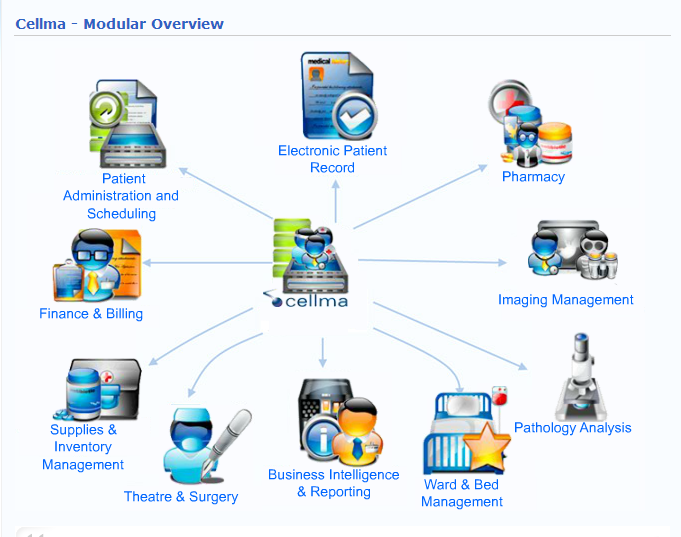 Cellma - Modular Overview
medical
Electronic Patient
Record
Patient
Administration and
Scheduling
Pharmacy
Finance & Billing
cellma
Imaging Management
Supplies &
Inventory
Management
Theatre & Surgery
Business Intelligence
& Reporting
Ward & Bed
Management
Pathology Analysis